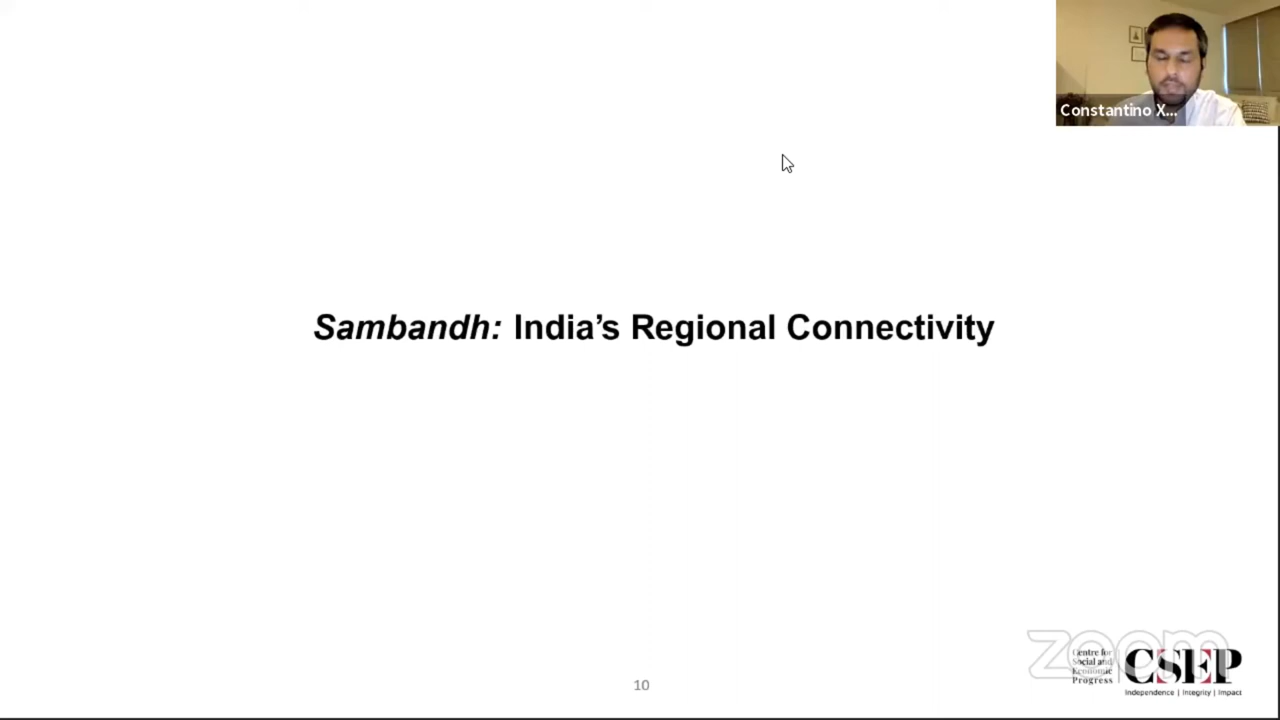 Constantino X...
Sambandh: India's Regional Connectivity
zoom
Centre for
Social and
Economic
Progress
CSEP
Independence | Integrity | Impact
10